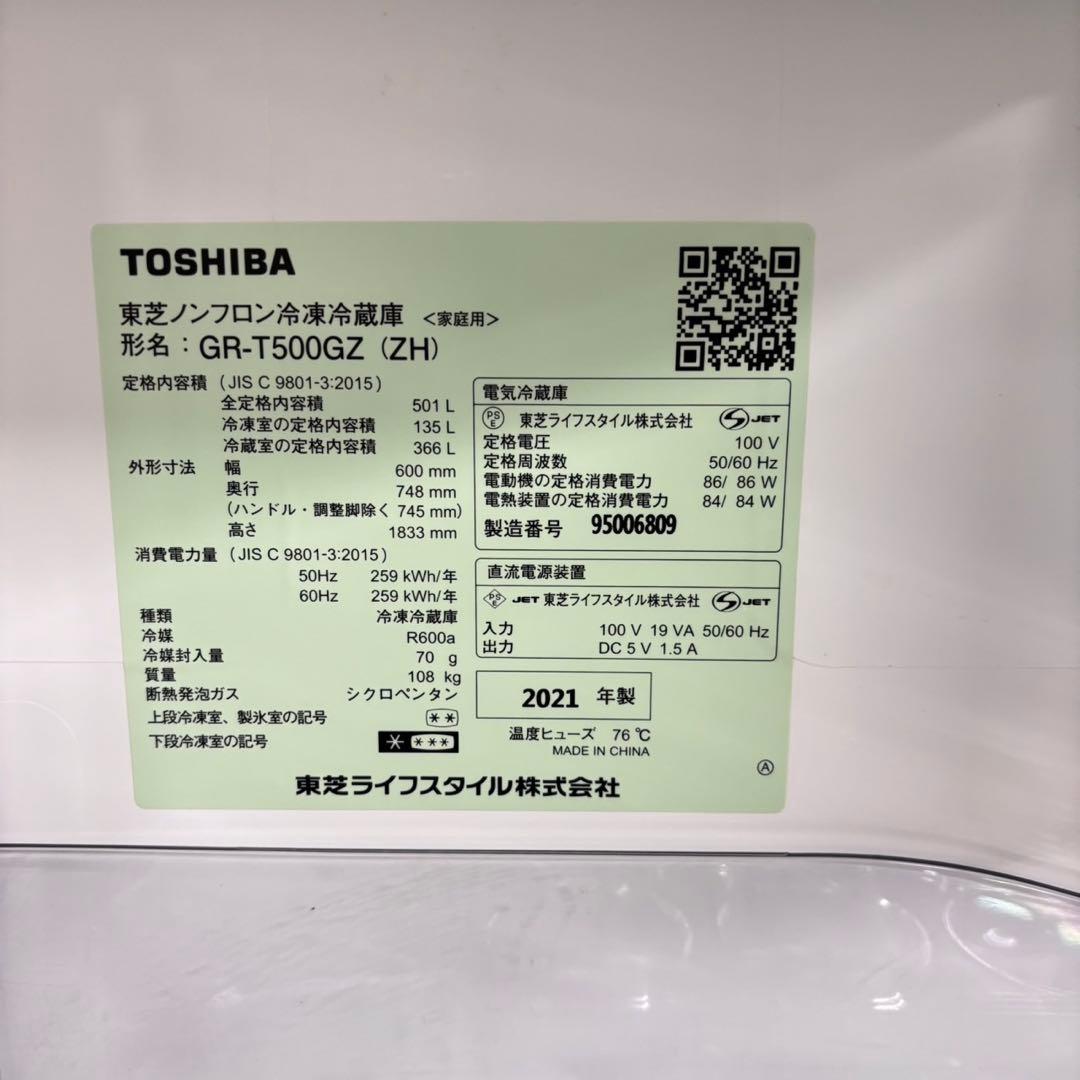 TOSHIBA
東芝ノンフロン冷凍冷蔵庫 <家庭用>
形名：GR-T500GZ (ZH)
定格内容積 (JIS C 9801-3:2015)
全定格内容積 501 L
冷凍室の定格内容積 135 L
冷蔵室の定格内容積 366 L
外形寸法 幅 600 mm
奥行 748 mm
(ハンドル・調整脚除く 745 mm)
高さ 1833 mm
消費電力量 (JIS C 9801-3:2015)
50Hz 259 kWh/年
60Hz 259 kWh/年
種類 冷凍冷蔵庫
冷媒 R600a
冷媒封入量 70 g
質量 108 kg
断熱発泡ガス シクロペンタン
上段冷凍室、製氷室の記号 **
下段冷凍室の記号 * ***
電気冷蔵庫
PSE 東芝ライフスタイル株式会社 S JET
定格電圧 100 V
定格周波数 50/60 Hz
電動機の定格消費電力 86/ 86 W
電熱装置の定格消費電力 84/ 84 W
製造番号 95006809
直流電源装置
PSE JET 東芝ライフスタイル株式会社 S JET
入力 100 V 19 VA 50/60 Hz
出力 DC 5 V 1.5 A
2021 年製
温度ヒューズ 76 ℃
MADE IN CHINA
Ⓐ
東芝ライフスタイル株式会社